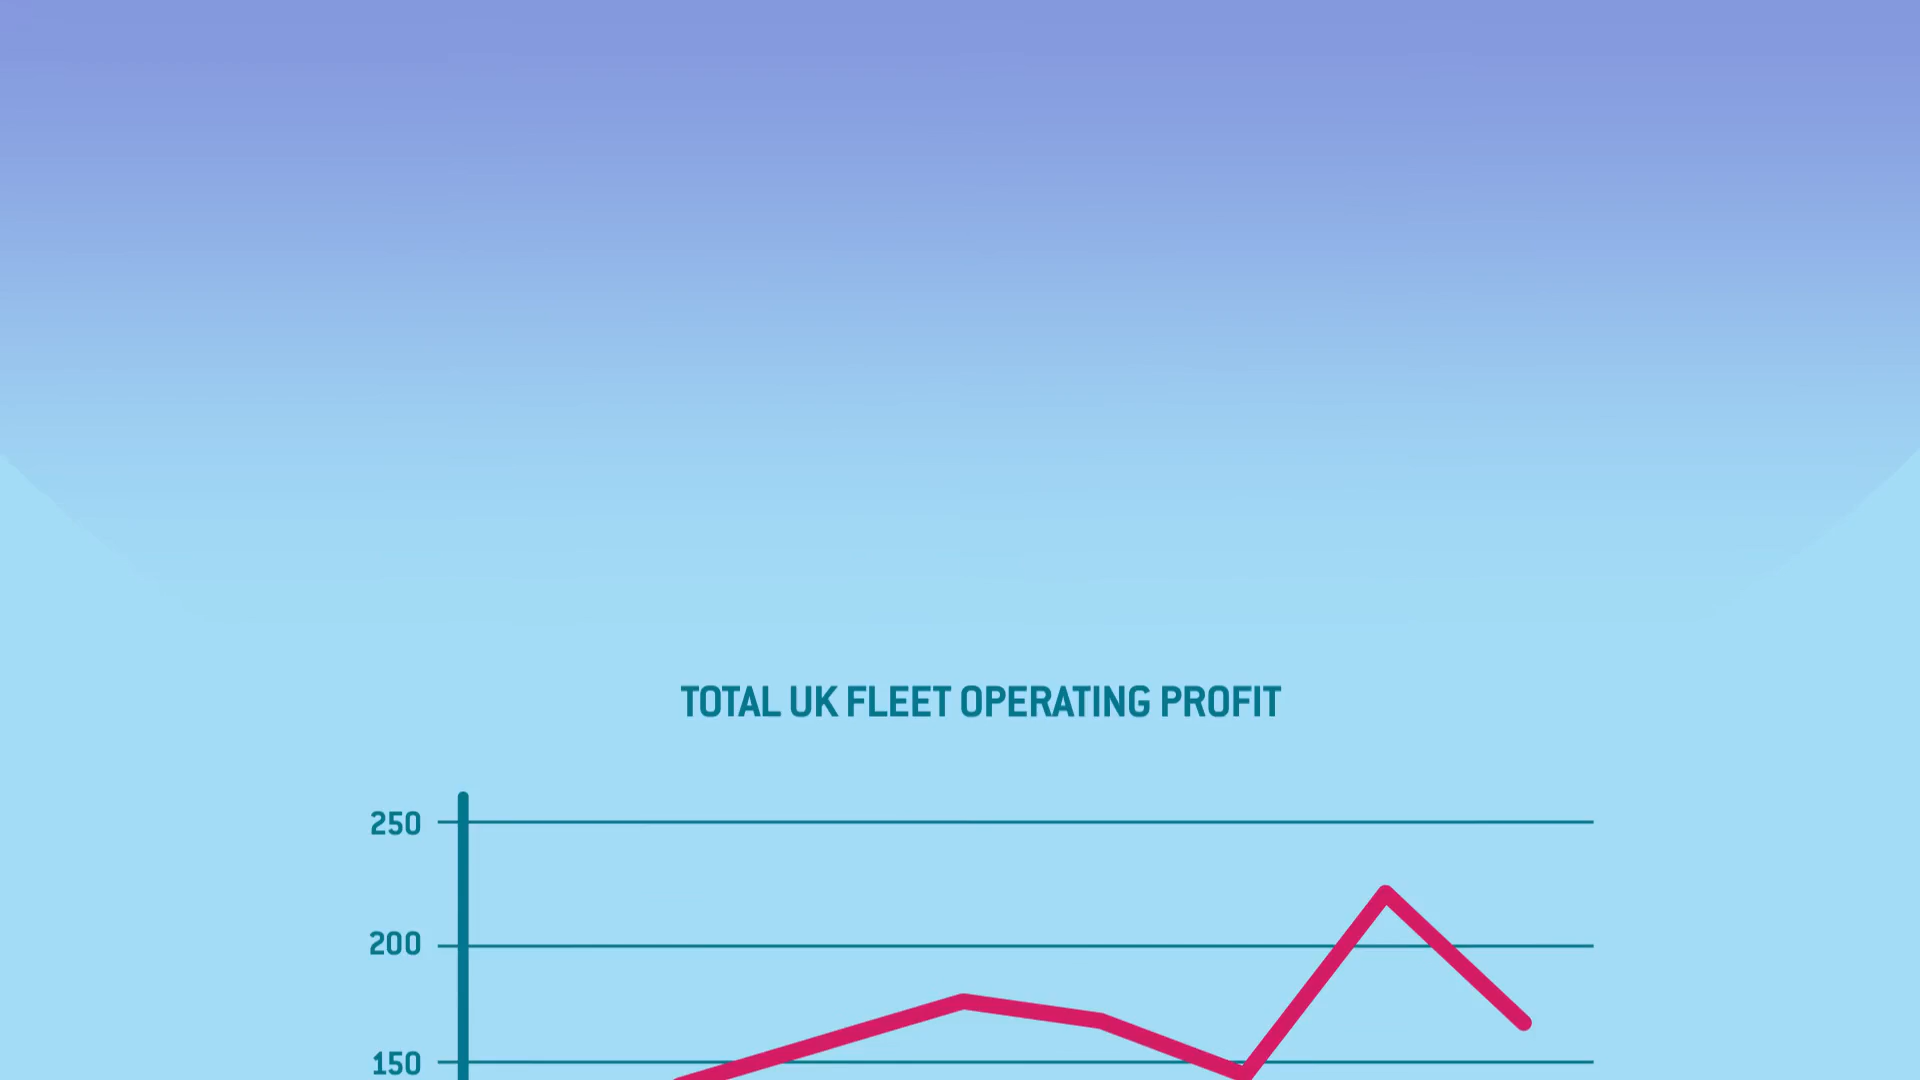 TOTAL UK FLEET OPERATING PROFIT
250
200
150